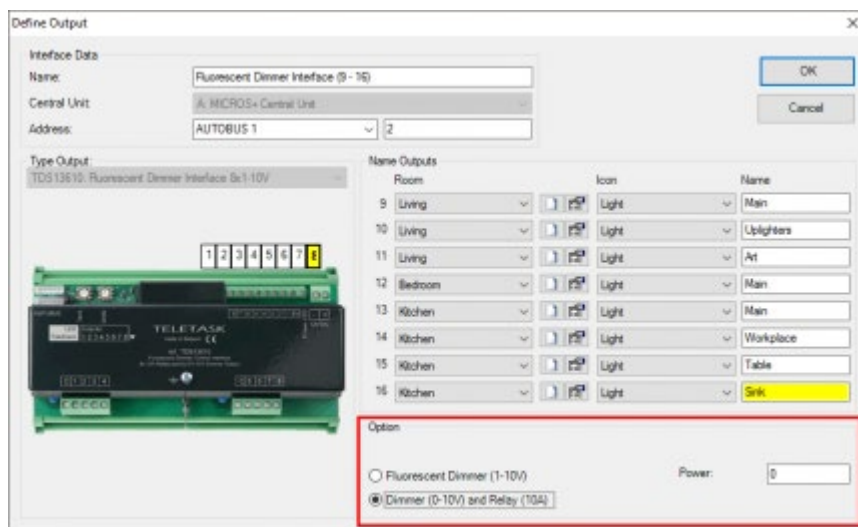 Define Output
Interface Data
Name: Fluorescent Dimmer Interface (9 - 16)
Central Unit A: MICROS+ Central Unit
Address: AUTOBUS 1 2
OK
Cancel
Type Output:
TDS13610: Fluorescent Dimmer Interface 8x1-10V
1 2 3 4 5 6 7 8
TELETASK
Name Outputs
Room Icon Name
9 Living Light Main
10 Living Light Uplighters
11 Living Light Art
12 Bedroom Light Main
13 Kitchen Light Main
14 Kitchen Light Workplace
15 Kitchen Light Table
16 Kitchen Light Sink
Option
Fluorescent Dimmer (1-10V)
Power: 0
Dimmer (0-10V) and Relay (10A)